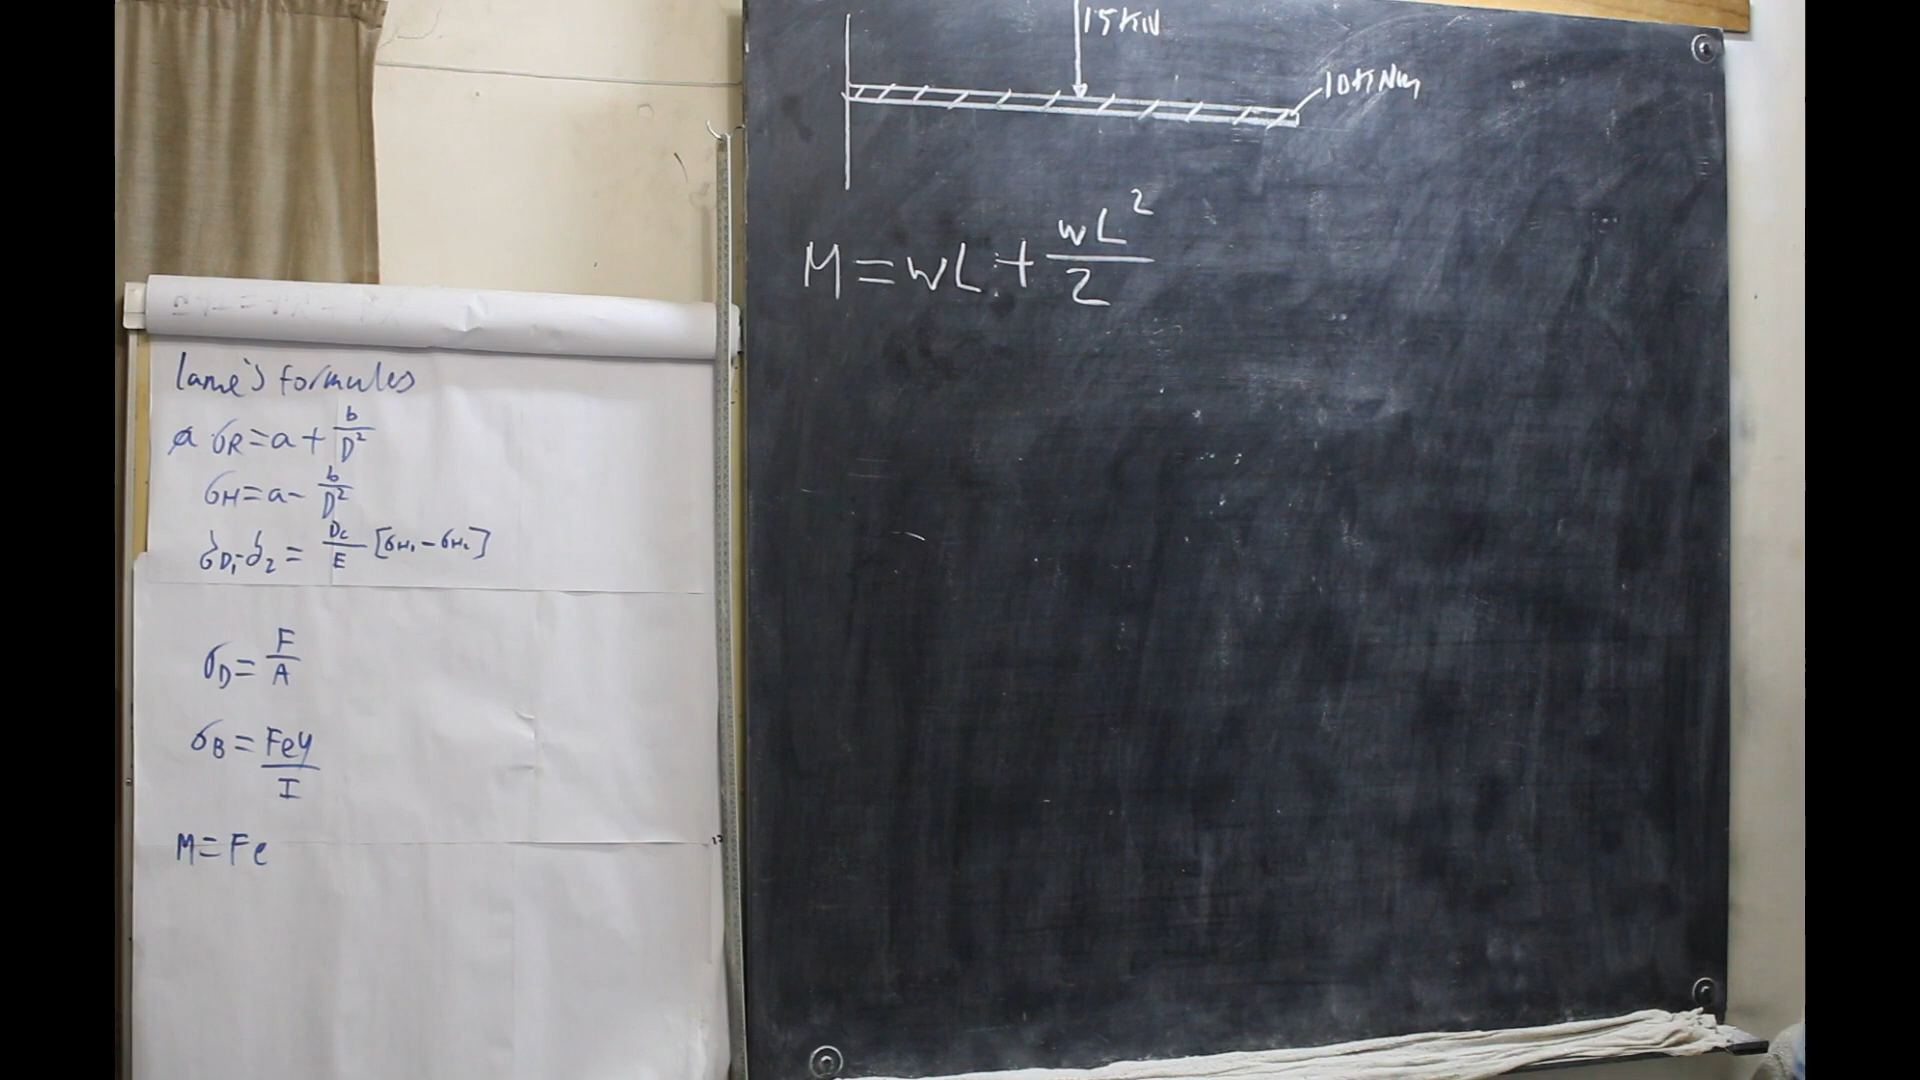 Lame's formules
σR = a + b/D²
σH = a - b/D²
δD₁-δ₂ = Dc/E [σH₁ - σH₂]
σD = F/A
σB = Fey/I
M = Fe
15KN
M = wL + wL²/2